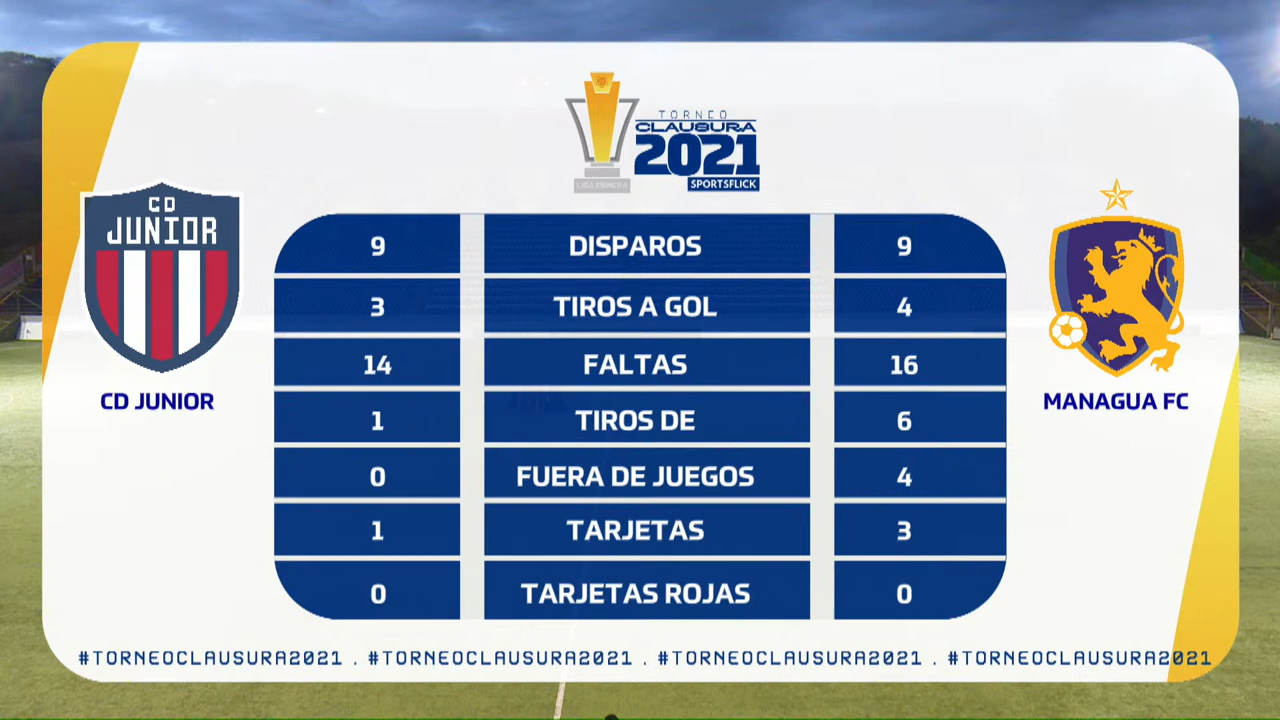 TORNEO
CLAUSURA
2021
SPORTSFLICK
LIGA PRIMERA
CD
JUNIOR
CD JUNIOR
MANAGUA FC
9 DISPAROS 9
3 TIROS A GOL 4
14 FALTAS 16
1 TIROS DE 6
0 FUERA DE JUEGOS 4
1 TARJETAS 3
0 TARJETAS ROJAS 0
#TORNEOCLAUSURA2021 . #TORNEOCLAUSURA2021 . #TORNEOCLAUSURA2021 . #TORNEOCLAUSURA2021